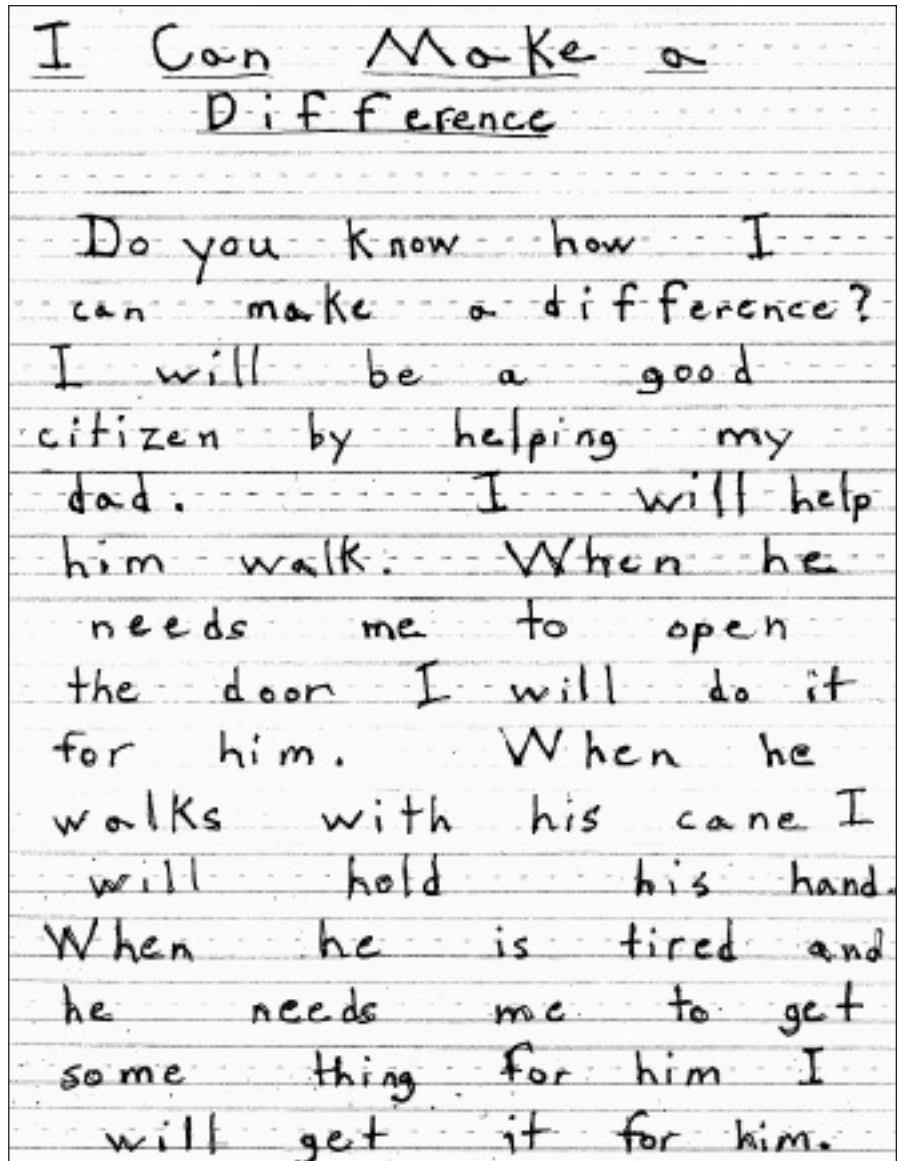 I Can Make a
Difference
Do you know how I
can make a difference?
I will be a good
citizen by helping my
dad. I will help
him walk. When he
needs me to open
the door I will do it
for him. When he
walks with his cane I
will hold his hand.
When he is tired and
he needs me to get
some thing for him I
will get it for him.